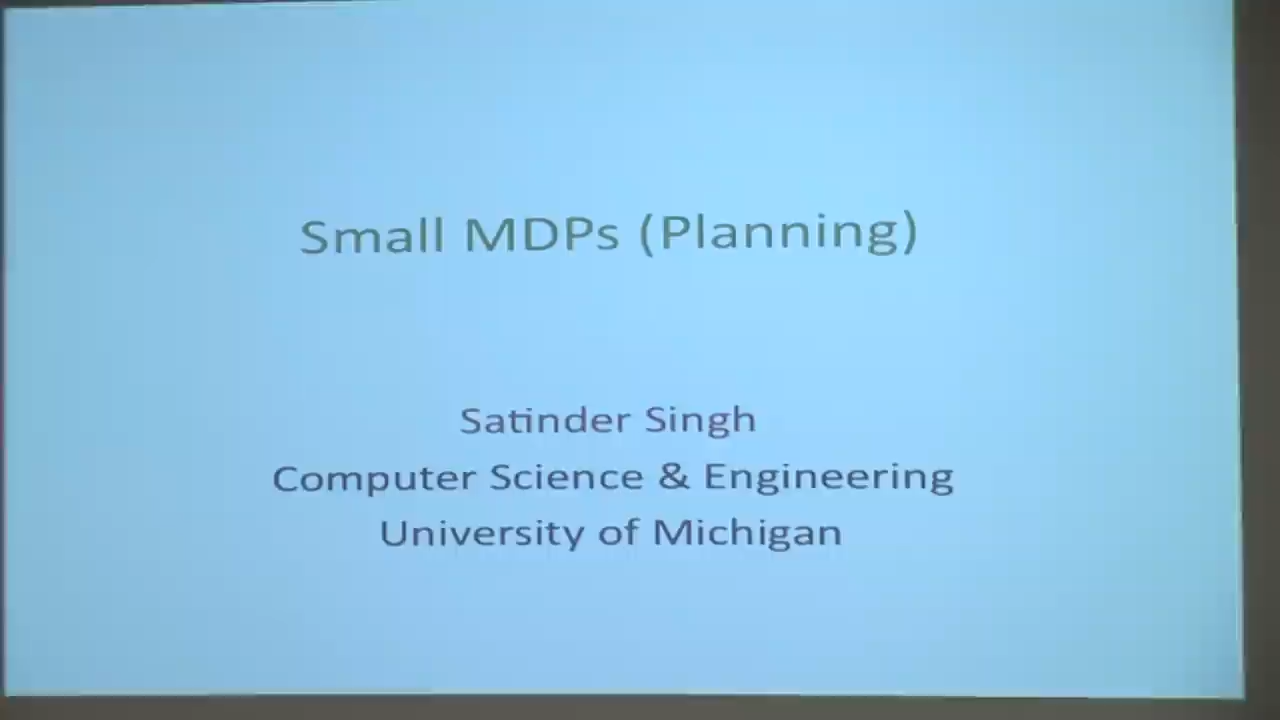 Small MDPs (Planning)
Satinder Singh
Computer Science & Engineering
University of Michigan